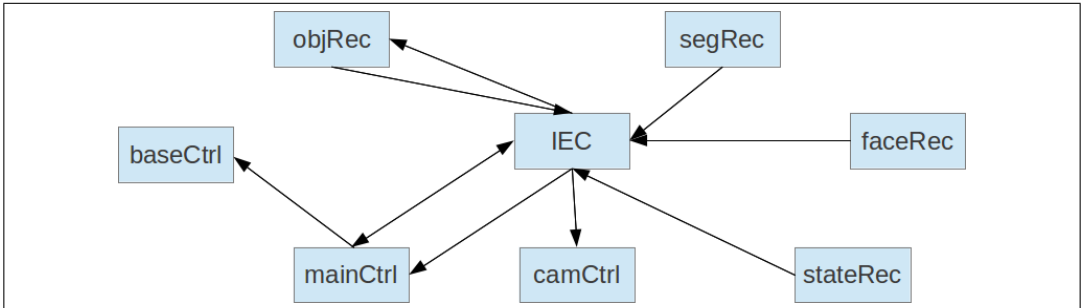 objRec
segRec
IEC
baseCtrl
faceRec
mainCtrl
camCtrl
stateRec